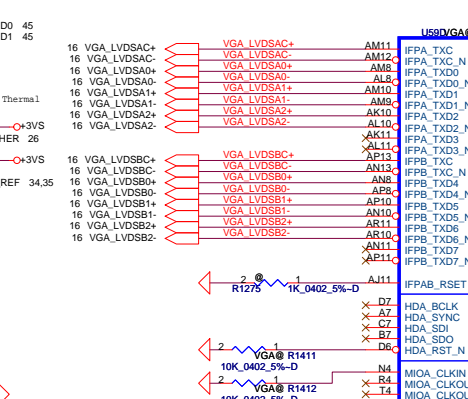 D0 45
D1 45
Thermal
+3VS
HER 26
+3VS
REF 34,35
U59D VGA@
16 VGA_LVDSAC+ VGA_LVDSAC+ AM11 IFPA_TXC
16 VGA_LVDSAC- VGA_LVDSAC- AM12 IFPA_TXC_N
16 VGA_LVDSA0+ VGA_LVDSA0+ AM8 IFPA_TXD0
16 VGA_LVDSA0- VGA_LVDSA0- AL8 IFPA_TXD0_N
16 VGA_LVDSA1+ VGA_LVDSA1+ AM10 IFPA_TXD1
16 VGA_LVDSA1- VGA_LVDSA1- AM9 IFPA_TXD1_N
16 VGA_LVDSA2+ VGA_LVDSA2+ AK10 IFPA_TXD2
16 VGA_LVDSA2- VGA_LVDSA2- AL10 IFPA_TXD2_N
AK11 IFPA_TXD3
AL11 IFPA_TXD3_N
16 VGA_LVDSBC+ VGA_LVDSBC+ AP13 IFPB_TXC
16 VGA_LVDSBC- VGA_LVDSBC- AN13 IFPB_TXC_N
16 VGA_LVDSB0+ VGA_LVDSB0+ AN8 IFPB_TXD4
16 VGA_LVDSB0- VGA_LVDSB0- AP8 IFPB_TXD4_N
16 VGA_LVDSB1+ VGA_LVDSB1+ AP10 IFPB_TXD5
16 VGA_LVDSB1- VGA_LVDSB1- AN10 IFPB_TXD5_N
16 VGA_LVDSB2+ VGA_LVDSB2+ AR11 IFPB_TXD6
16 VGA_LVDSB2- VGA_LVDSB2- AR10 IFPB_TXD6_N
AN11 IFPB_TXD7
AP11 IFPB_TXD7_N
2 @ 1 AJ11 IFPAB_RSET
R1275 1K_0402_5%~D
D7 HDA_BCLK
A7 HDA_SYNC
C7 HDA_SDI
B7 HDA_SDO
2 1 D6 HDA_RST_N
VGA@ R1411
10K_0402_5%~D
N4 MIOA_CLKIN
2 1 R4 MIOA_CLKOU
VGA@ R1412
T4 MIOA_CLKOU
10K_0402_5%~D